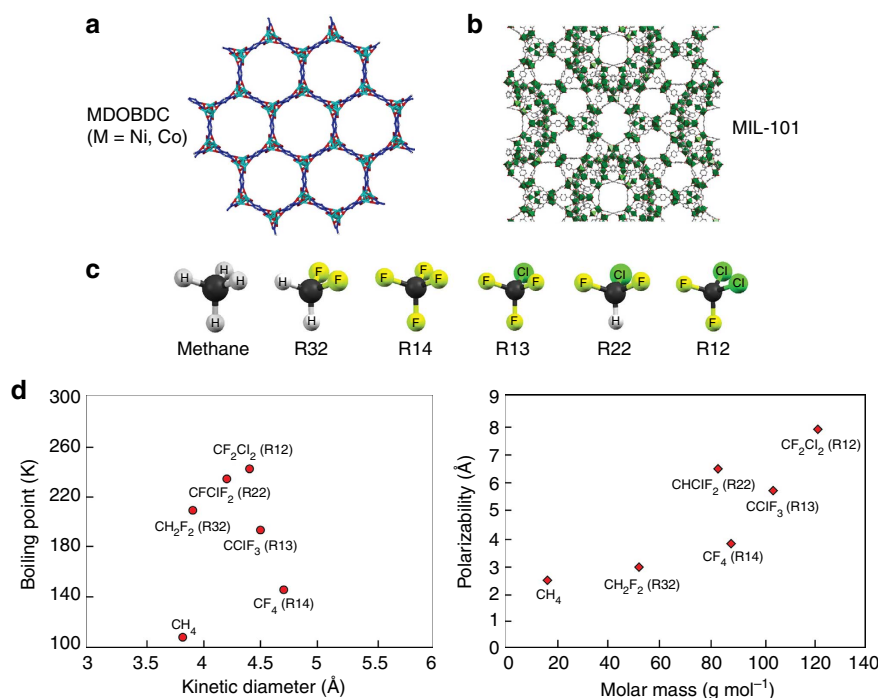 a
MDOBDC
(M = Ni, Co)
b
MIL-101
c
H H H H
Methane
H F F H
R32
F F F F
R14
F Cl F F
R13
F Cl F H
R22
F Cl Cl F
R12
d
Boiling point (K)
300
260
220
180
140
100
CF₂Cl₂ (R12)
CFClF₂ (R22)
CH₂F₂ (R32)
CClF₃ (R13)
CF₄ (R14)
CH₄
3 3.5 4 4.5 5 5.5 6
Kinetic diameter (Å)
Polarizability (Å)
9
8
7
6
5
4
3
2
1
0
CF₂Cl₂ (R12)
CHClF₂ (R22)
CClF₃ (R13)
CF₄ (R14)
CH₂F₂ (R32)
CH₄
0 20 40 60 80 100 120 140
Molar mass (g mol⁻¹)